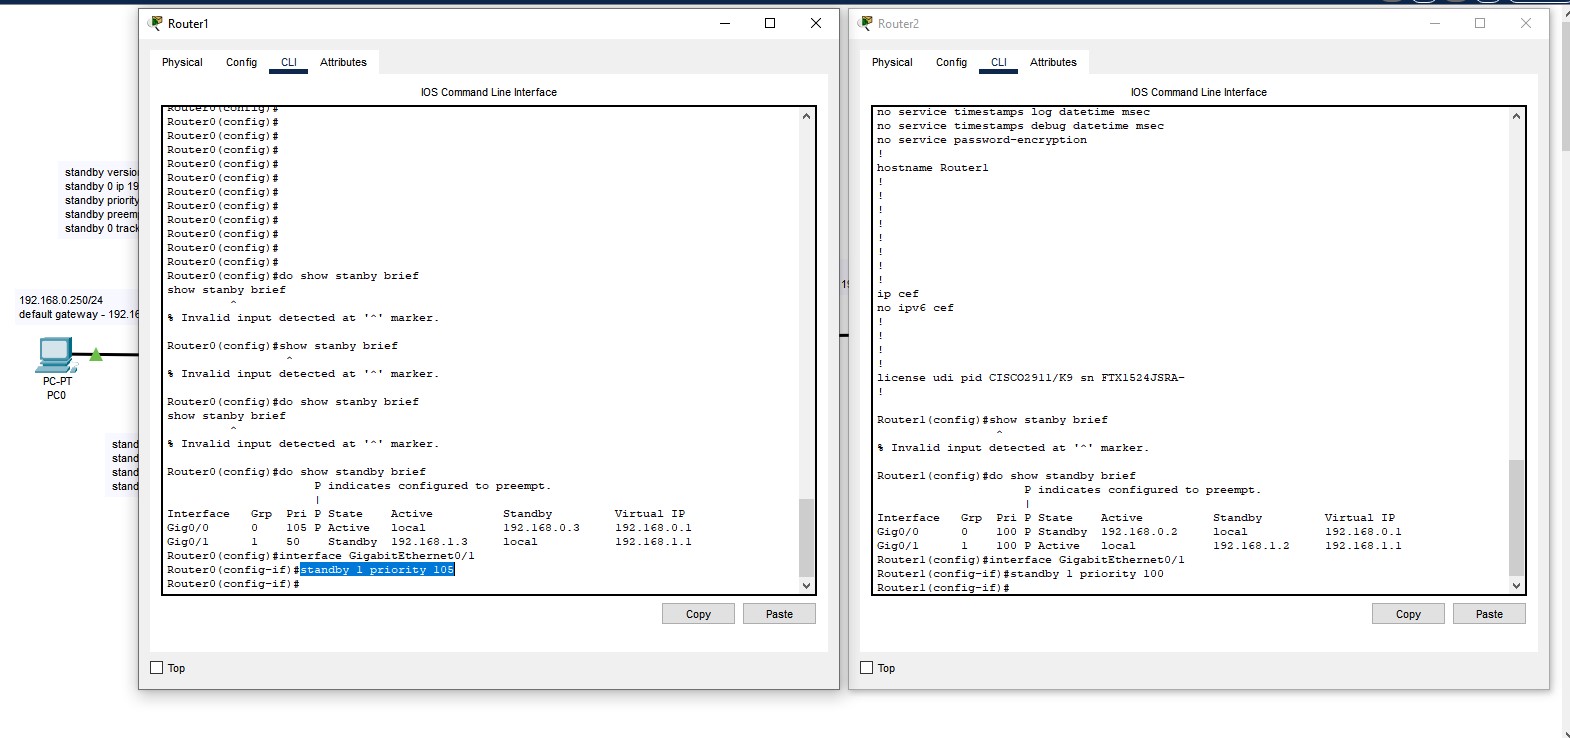 standby versio
standby 0 ip 19
standby priority
standby preem
standby 0 track
192.168.0.250/24
default gateway - 192.16
PC-PT
PC0
stand
stand
stand
stand
Router1
Physical Config CLI Attributes
IOS Command Line Interface
Router0(config)#
Router0(config)#
Router0(config)#
Router0(config)#
Router0(config)#
Router0(config)#
Router0(config)#
Router0(config)#
Router0(config)#
Router0(config)#
Router0(config)#
Router0(config)#
Router0(config)#do show stanby brief
show stanby brief
^
% Invalid input detected at '^' marker.
Router0(config)#show stanby brief
^
% Invalid input detected at '^' marker.
Router0(config)#do show stanby brief
show stanby brief
^
% Invalid input detected at '^' marker.
Router0(config)#do show standby brief
P indicates configured to preempt.
|
Interface Grp Pri P State Active Standby Virtual IP
Gig0/0 0 105 P Active local 192.168.0.3 192.168.0.1
Gig0/1 1 50 Standby 192.168.1.3 local 192.168.1.1
Router0(config)#interface GigabitEthernet0/1
Router0(config-if)#standby 1 priority 105
Router0(config-if)#
Copy Paste
Top
19
Router2
Physical Config CLI Attributes
IOS Command Line Interface
no service timestamps log datetime msec
no service timestamps debug datetime msec
no service password-encryption
!
hostname Router1
!
!
!
!
!
!
!
!
ip cef
no ipv6 cef
!
!
!
!
license udi pid CISCO2911/K9 sn FTX1524JSRA-
!
Router1(config)#show stanby brief
^
% Invalid input detected at '^' marker.
Router1(config)#do show standby brief
P indicates configured to preempt.
|
Interface Grp Pri P State Active Standby Virtual IP
Gig0/0 0 100 P Standby 192.168.0.2 local 192.168.0.1
Gig0/1 1 100 P Active local 192.168.1.2 192.168.1.1
Router1(config)#interface GigabitEthernet0/1
Router1(config-if)#standby 1 priority 100
Router1(config-if)#
Copy Paste
Top